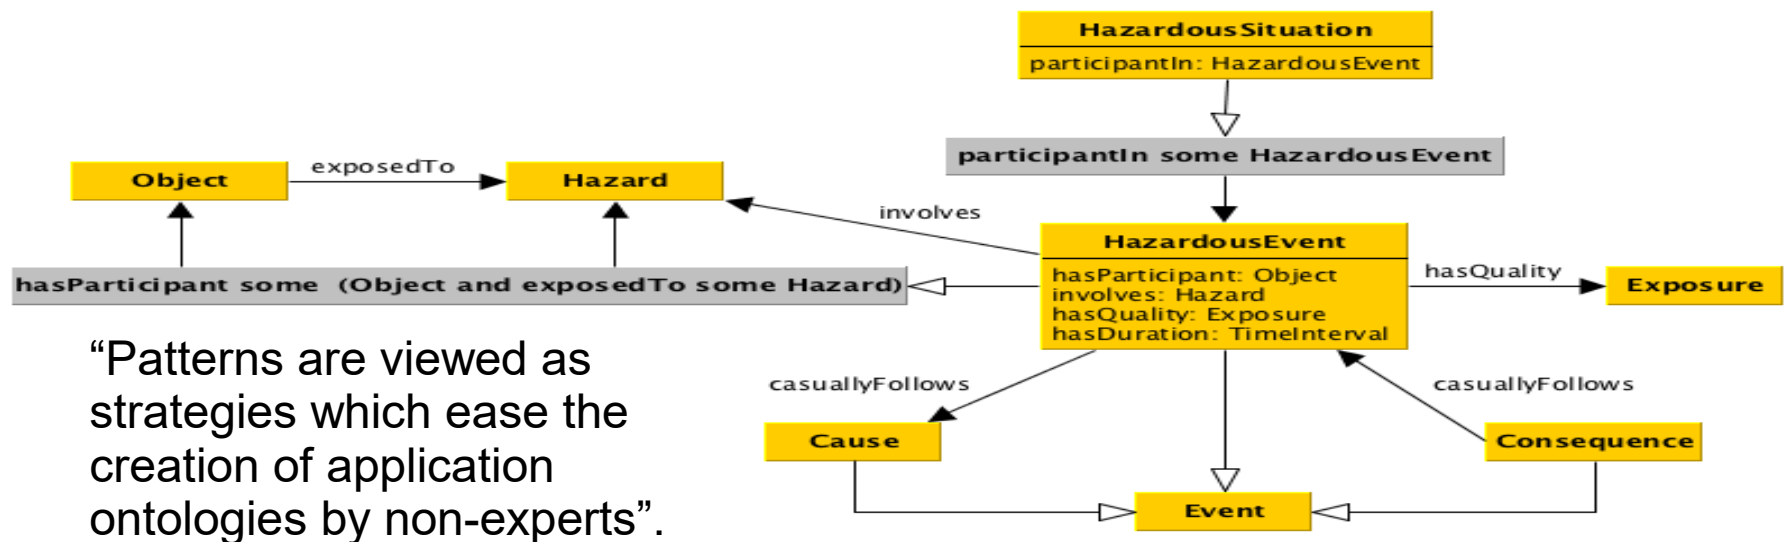 HazardousSituation
participantIn: HazardousEvent
participantIn some HazardousEvent
Object
exposedTo
Hazard
involves
HazardousEvent
hasParticipant: Object
involves: Hazard
hasQuality: Exposure
hasDuration: TimeInterval
hasQuality
Exposure
hasParticipant some (Object and exposedTo some Hazard)
“Patterns are viewed as
strategies which ease the
creation of application
ontologies by non-experts”.
casuallyFollows
casuallyFollows
Cause
Consequence
Event